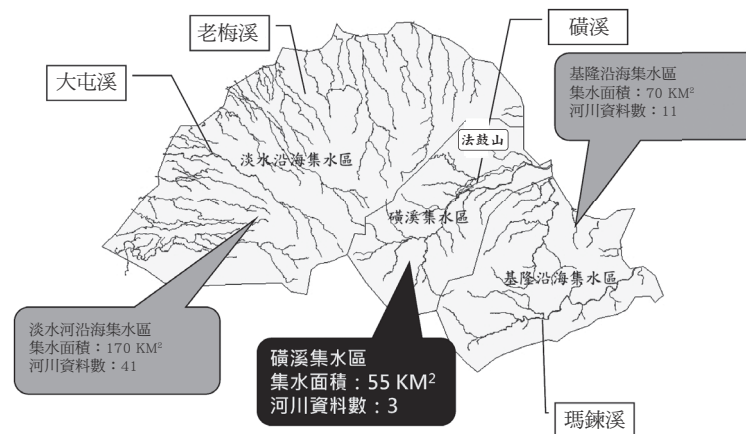 老梅溪
磺溪
大屯溪
基隆沿海集水區
集水面積：70 KM²
河川資料數：11
法鼓山
淡水沿海集水區
磺溪集水區
基隆沿海集水區
淡水河沿海集水區
集水面積：170 KM²
河川資料數：41
磺溪集水區
集水面積：55 KM²
河川資料數：3
瑪鍊溪